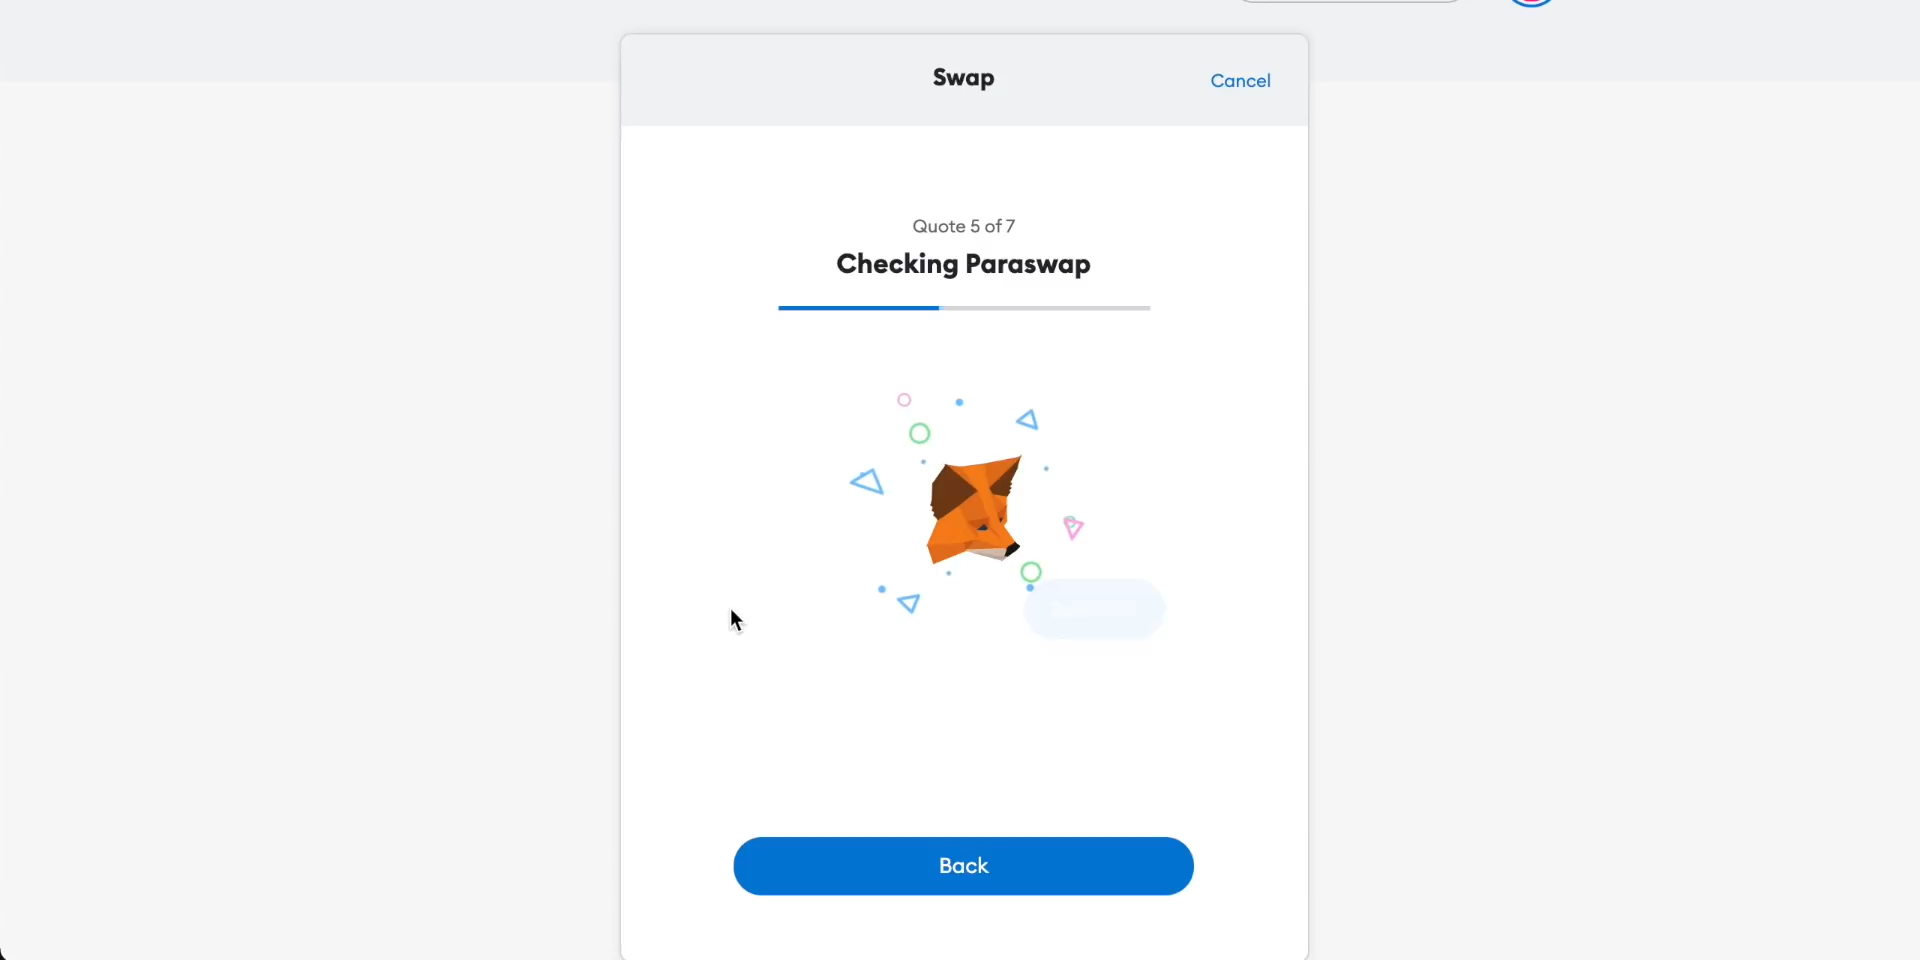 Swap
Cancel
Quote 5 of 7
Checking Paraswap
Back